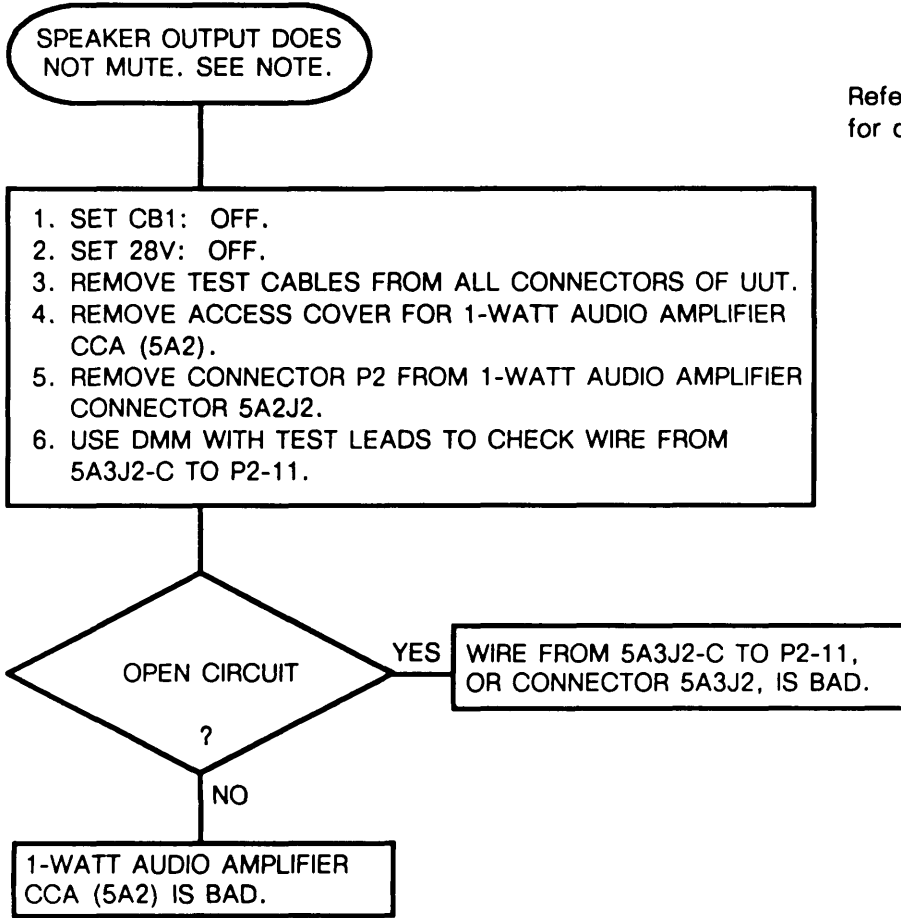 SPEAKER OUTPUT DOES
NOT MUTE. SEE NOTE.
for
1. SET CB1: OFF.
2. SET 28V: OFF.
3. REMOVE TEST CABLES FROM ALL CONNECTORS OF UUT.
4. REMOVE ACCESS COVER FOR 1-WATT AUDIO AMPLIFIER
CCA (5A2).
5. REMOVE CONNECTOR P2 FROM 1-WATT AUDIO AMPLIFIER
CONNECTOR 5A2J2.
6. USE DMM WITH TEST LEADS TO CHECK WIRE FROM
5A3J2-C TO P2-11.
OPEN CIRCUIT
?
YES
WIRE FROM 5A3J2-C TO P2-11,
OR CONNECTOR 5A3J2, IS BAD.
NO
1-WATT AUDIO AMPLIFIER
CCA (5A2) IS BAD.